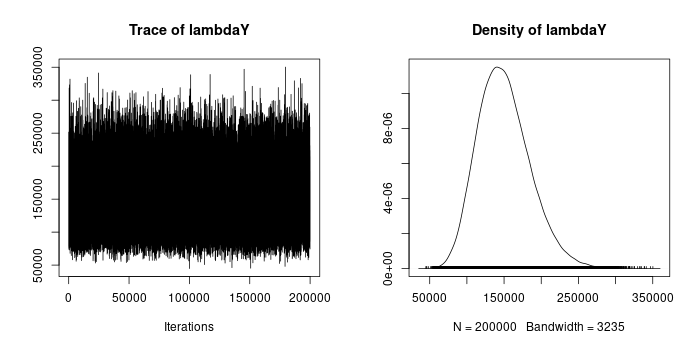 Trace of lambdaY
350000
250000
150000
50000
0 50000 100000 150000 200000
Iterations
Density of lambdaY
8e-06
4e-06
0e+00
50000 150000 250000 350000
N = 200000 Bandwidth = 3235